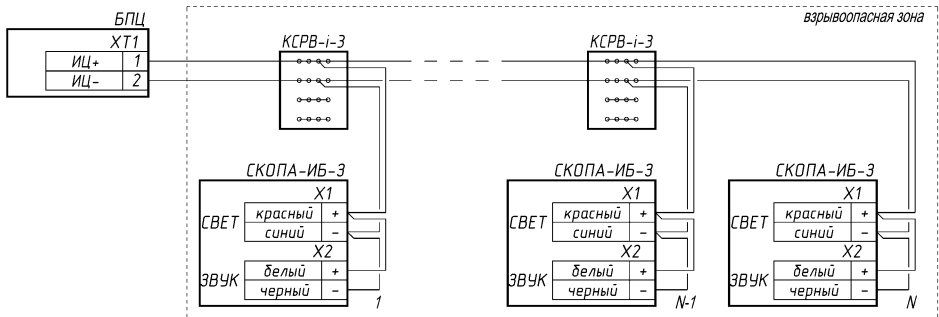 взрывоопасная зона
БПЦ
ХТ1
ИЦ+ 1
ИЦ- 2
КСРВ-i-3
КСРВ-i-3
СКОПА-ИБ-3
X1
СВЕТ
красный +
синий -
X2
ЗВУК
белый +
черный -
1
СКОПА-ИБ-3
X1
СВЕТ
красный +
синий -
X2
ЗВУК
белый +
черный -
N-1
СКОПА-ИБ-3
X1
СВЕТ
красный +
синий -
X2
ЗВУК
белый +
черный -
N